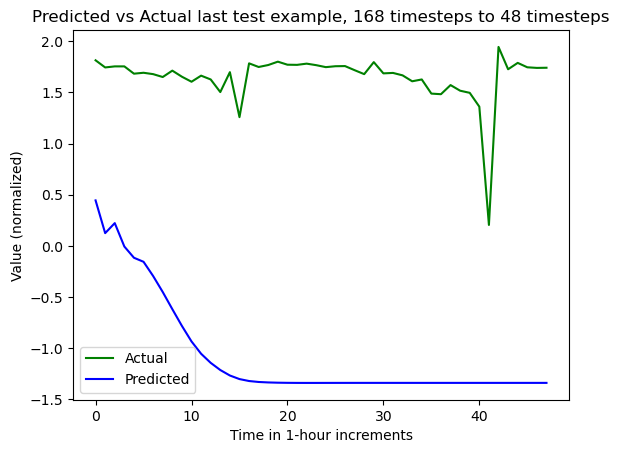 Predicted vs Actual last test example, 168 timesteps to 48 timesteps
2.0
1.5
1.0
0.5
0.0
−0.5
−1.0
−1.5
Value (normalized)
Actual
Predicted
0 10 20 30 40
Time in 1-hour increments